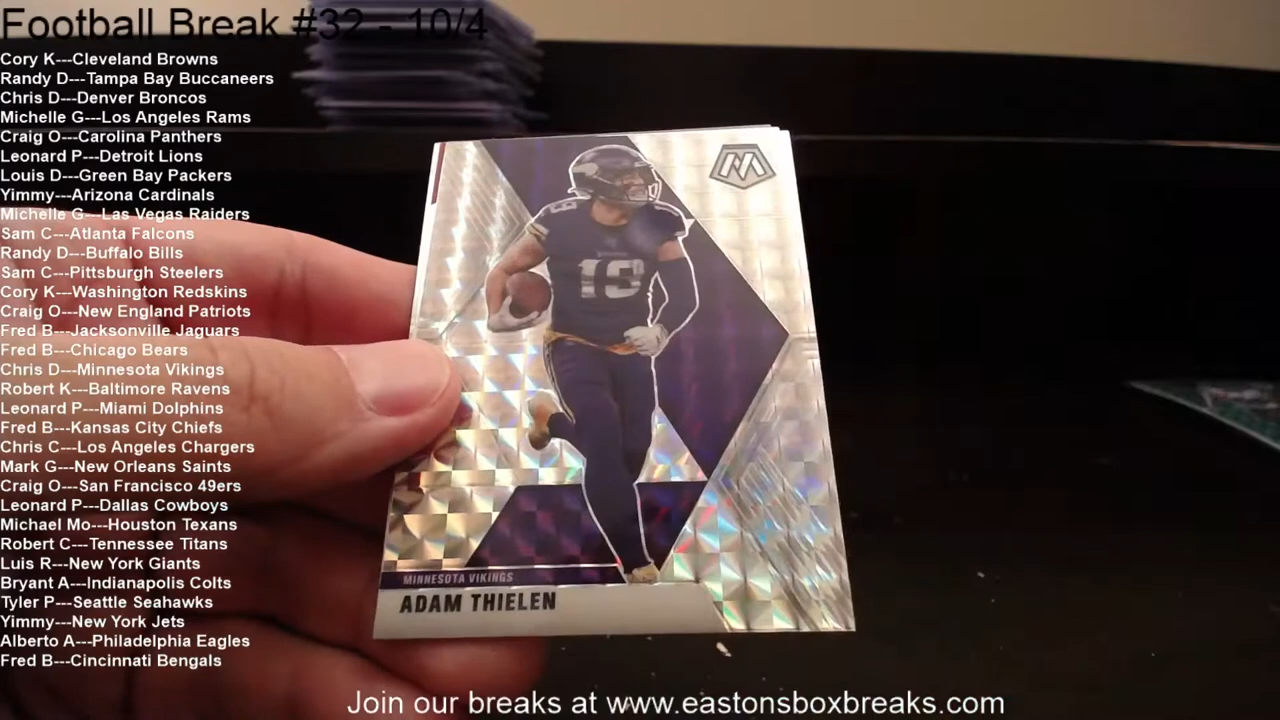 Football Break #32 - 10/4
Cory K---Cleveland Browns
Randy D---Tampa Bay Buccaneers
Chris D---Denver Broncos
Michelle G---Los Angeles Rams
Craig O---Carolina Panthers
Leonard P---Detroit Lions
Louis D---Green Bay Packers
Yimmy---Arizona Cardinals
Michelle G---Las Vegas Raiders
Sam C---Atlanta Falcons
Randy D---Buffalo Bills
Sam C---Pittsburgh Steelers
Cory K---Washington Redskins
Craig O---New England Patriots
Fred B---Jacksonville Jaguars
Fred B---Chicago Bears
Chris D---Minnesota Vikings
Robert K---Baltimore Ravens
Leonard P---Miami Dolphins
Fred B---Kansas City Chiefs
Chris C---Los Angeles Chargers
Mark G---New Orleans Saints
Craig O---San Francisco 49ers
Leonard P---Dallas Cowboys
Michael Mo---Houston Texans
Robert C---Tennessee Titans
Luis R---New York Giants
Bryant A---Indianapolis Colts
Tyler P---Seattle Seahawks
Yimmy---New York Jets
Alberto A---Philadelphia Eagles
Fred B---Cincinnati Bengals
M
19
19
MINNESOTA VIKINGS
ADAM THIELEN
Join our breaks at www.eastonsboxbreaks.com